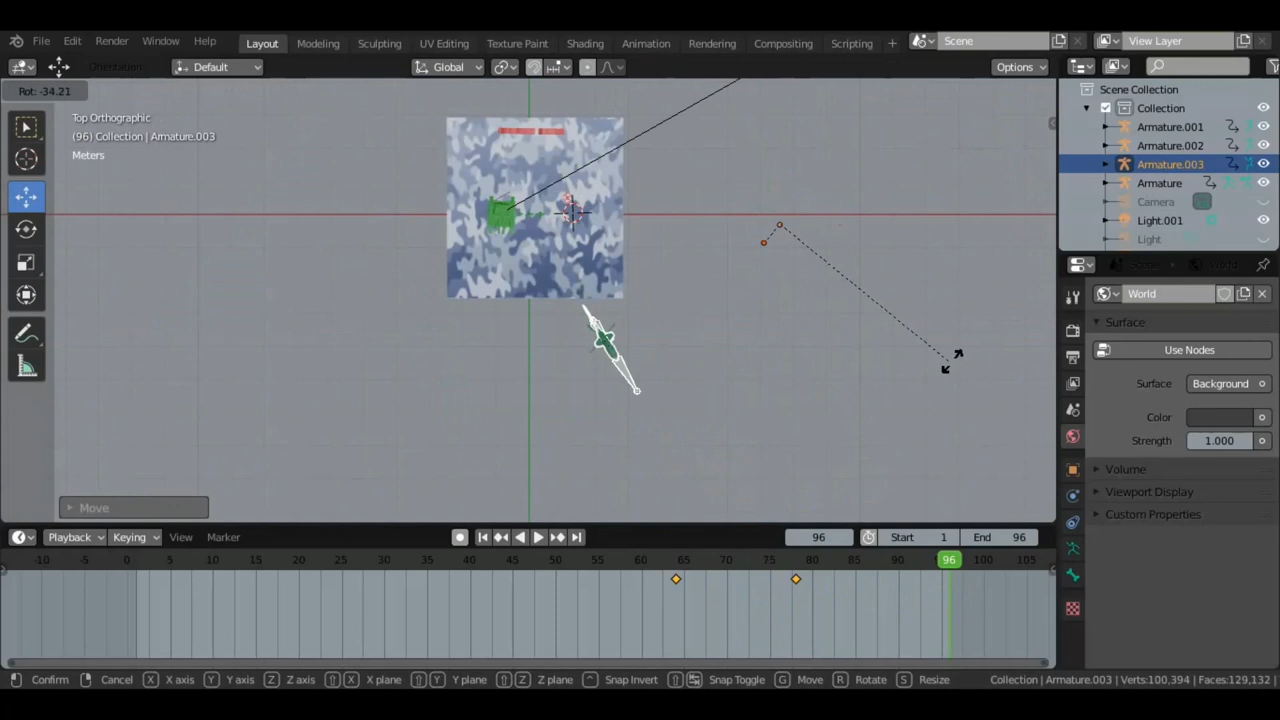 File Edit Render Window Help Layout Modeling Sculpting UV Editing Texture Paint Shading Animation Rendering Compositing Scripting + Scene View Layer
Orientation: Default Global Options
Rot: -34.21
Top Orthographic
(96) Collection | Armature.003
Meters
Scene Collection
Collection
Armature.001
Armature.002
Armature.003
Armature
Camera
Light.001
Light
World
Surface
Use Nodes
Surface Background
Color
Strength 1.000
Volume
Viewport Display
Custom Properties
Move
Playback Keying View Marker 96 Start 1 End 96
-10 0 5 10 15 20 25 30 35 40 45 50 55 60 65 70 75 80 85 90 96 100 105
Confirm Cancel X X axis Y Y axis Z Z axis X X plane Y Y plane Z Z plane ^ Snap Invert Snap Toggle G Move R Rotate S Resize Collection | Armature.003 | Verts:100,394 | Faces:129,132 |